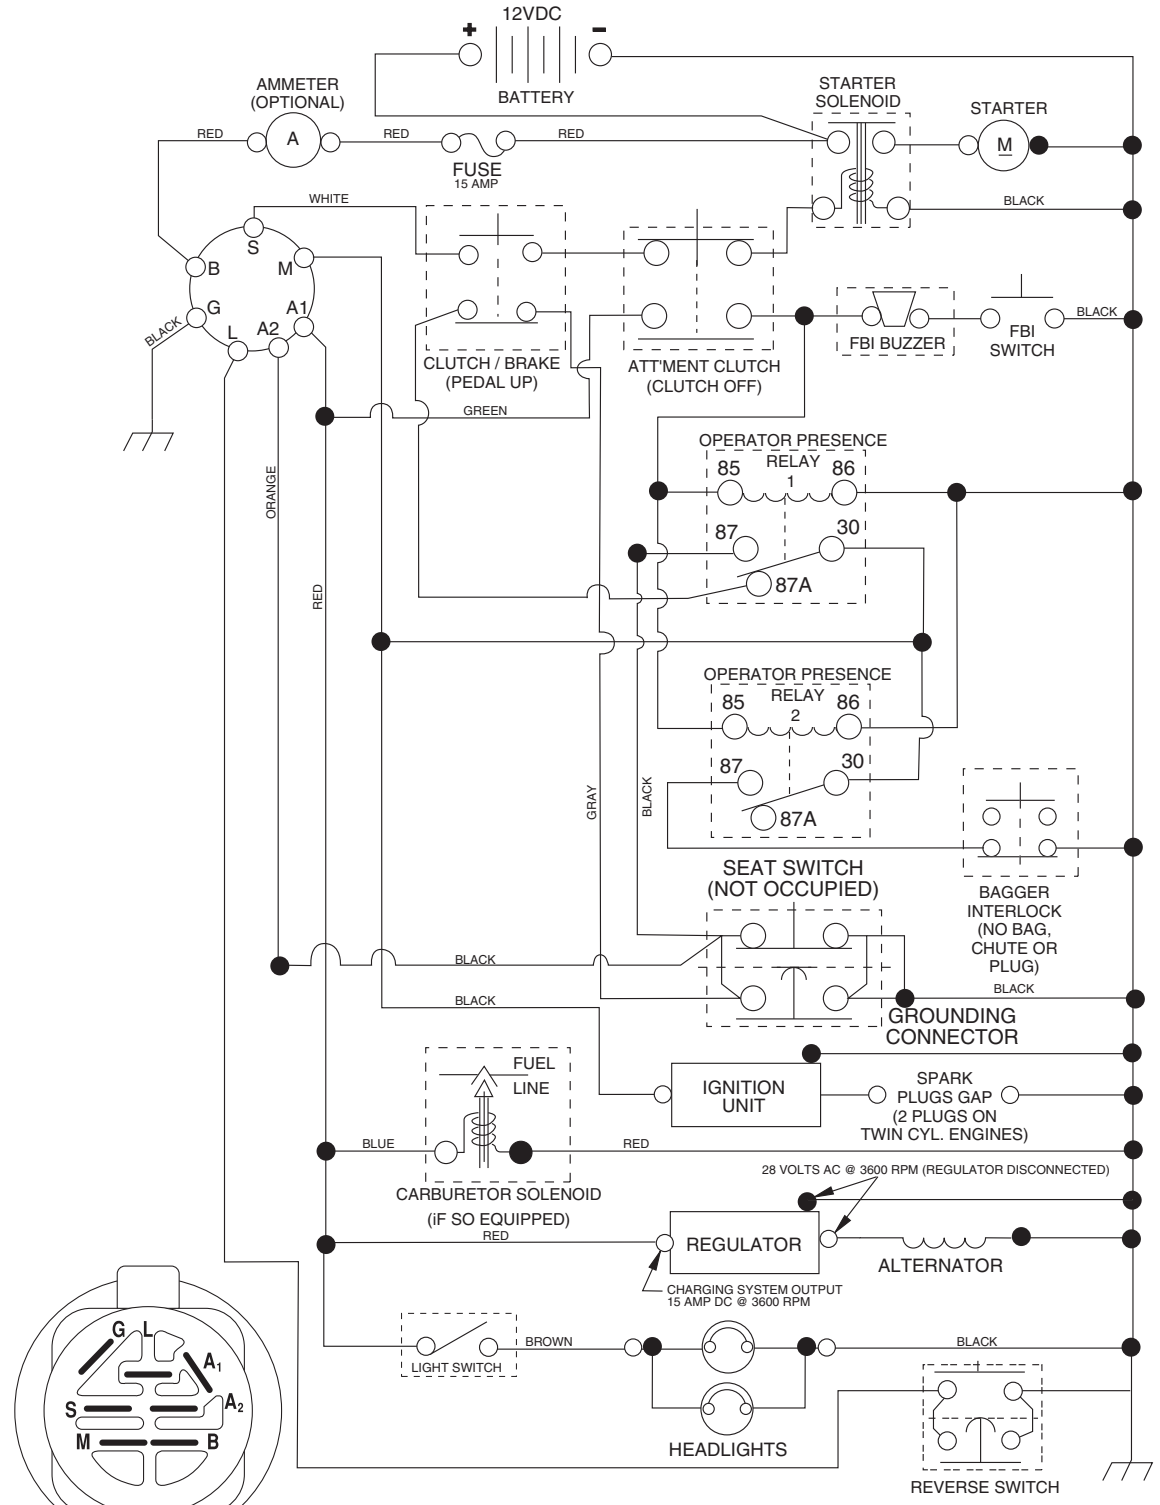 12VDC
+
−
BATTERY
AMMETER
(OPTIONAL)
STARTER
SOLENOID
STARTER
RED
A
RED
RED
FUSE
15 AMP
M
WHITE
BLACK
S
B
M
G
A1
L
A2
BLACK
CLUTCH / BRAKE
(PEDAL UP)
ATT'MENT CLUTCH
(CLUTCH OFF)
FBI BUZZER
FBI
SWITCH
BLACK
GREEN
ORANGE
RED
OPERATOR PRESENCE
RELAY
1
85
86
87
30
87A
OPERATOR PRESENCE
RELAY
2
85
86
87
30
87A
GRAY
BLACK
BAGGER
INTERLOCK
(NO BAG,
CHUTE OR
PLUG)
SEAT SWITCH
(NOT OCCUPIED)
BLACK
BLACK
BLACK
GROUNDING
CONNECTOR
FUEL
LINE
IGNITION
UNIT
SPARK
PLUGS GAP
(2 PLUGS ON
TWIN CYL. ENGINES)
BLUE
RED
CARBURETOR SOLENOID
(iF SO EQUIPPED)
28 VOLTS AC @ 3600 RPM (REGULATOR DISCONNECTED)
RED
REGULATOR
ALTERNATOR
CHARGING SYSTEM OUTPUT
15 AMP DC @ 3600 RPM
LIGHT SWITCH
BROWN
BLACK
HEADLIGHTS
REVERSE SWITCH
G
L
A1
A2
S
M
B